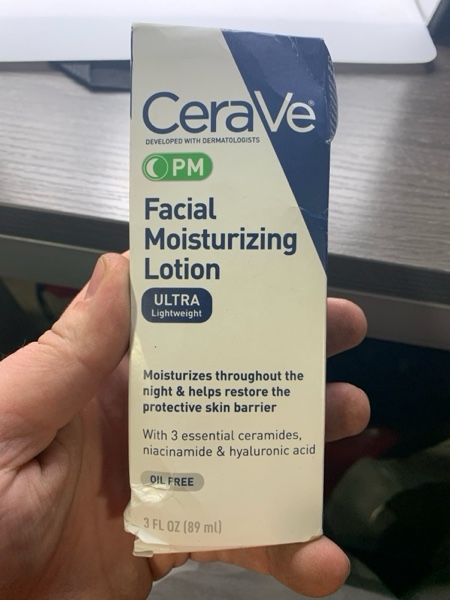 CeraVe®
DEVELOPED WITH DERMATOLOGISTS
PM
Facial
Moisturizing
Lotion
ULTRA
Lightweight
Moisturizes throughout the
night & helps restore the
protective skin barrier
With 3 essential ceramides,
niacinamide & hyaluronic acid
OIL FREE
3 FL OZ (89 ml)